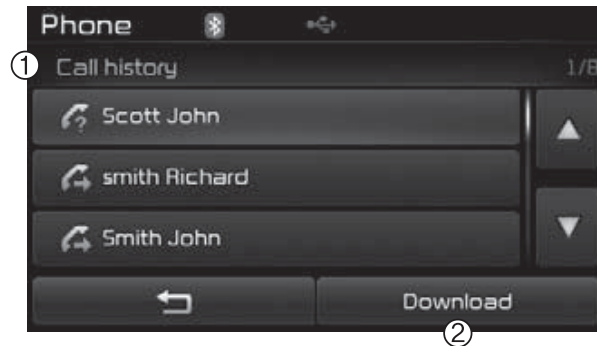 Phone
① Call history 1/8
Scott John
smith Richard
Smith John
Download
②